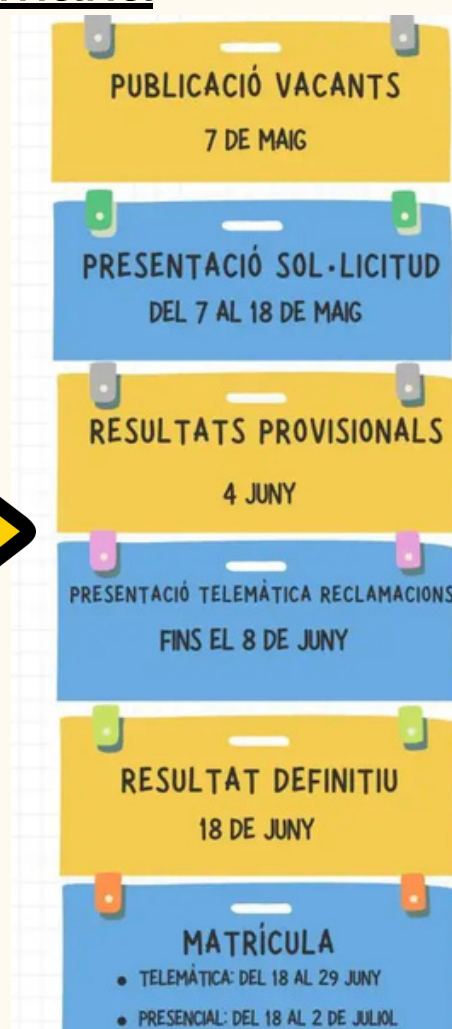 PUBLICACIÓ VACANTS
7 DE MAIG
PRESENTACIÓ SOL·LICITUD
DEL 7 AL 18 DE MAIG
RESULTATS PROVISIONALS
4 JUNY
PRESENTACIÓ TELEMÀTICA RECLAMACIONS
FINS EL 8 DE JUNY
RESULTAT DEFINITIU
18 DE JUNY
MATRÍCULA
• TELEMÀTICA: DEL 18 AL 29 JUNY
• PRESENCIAL: DEL 18 AL 2 DE JULIOL